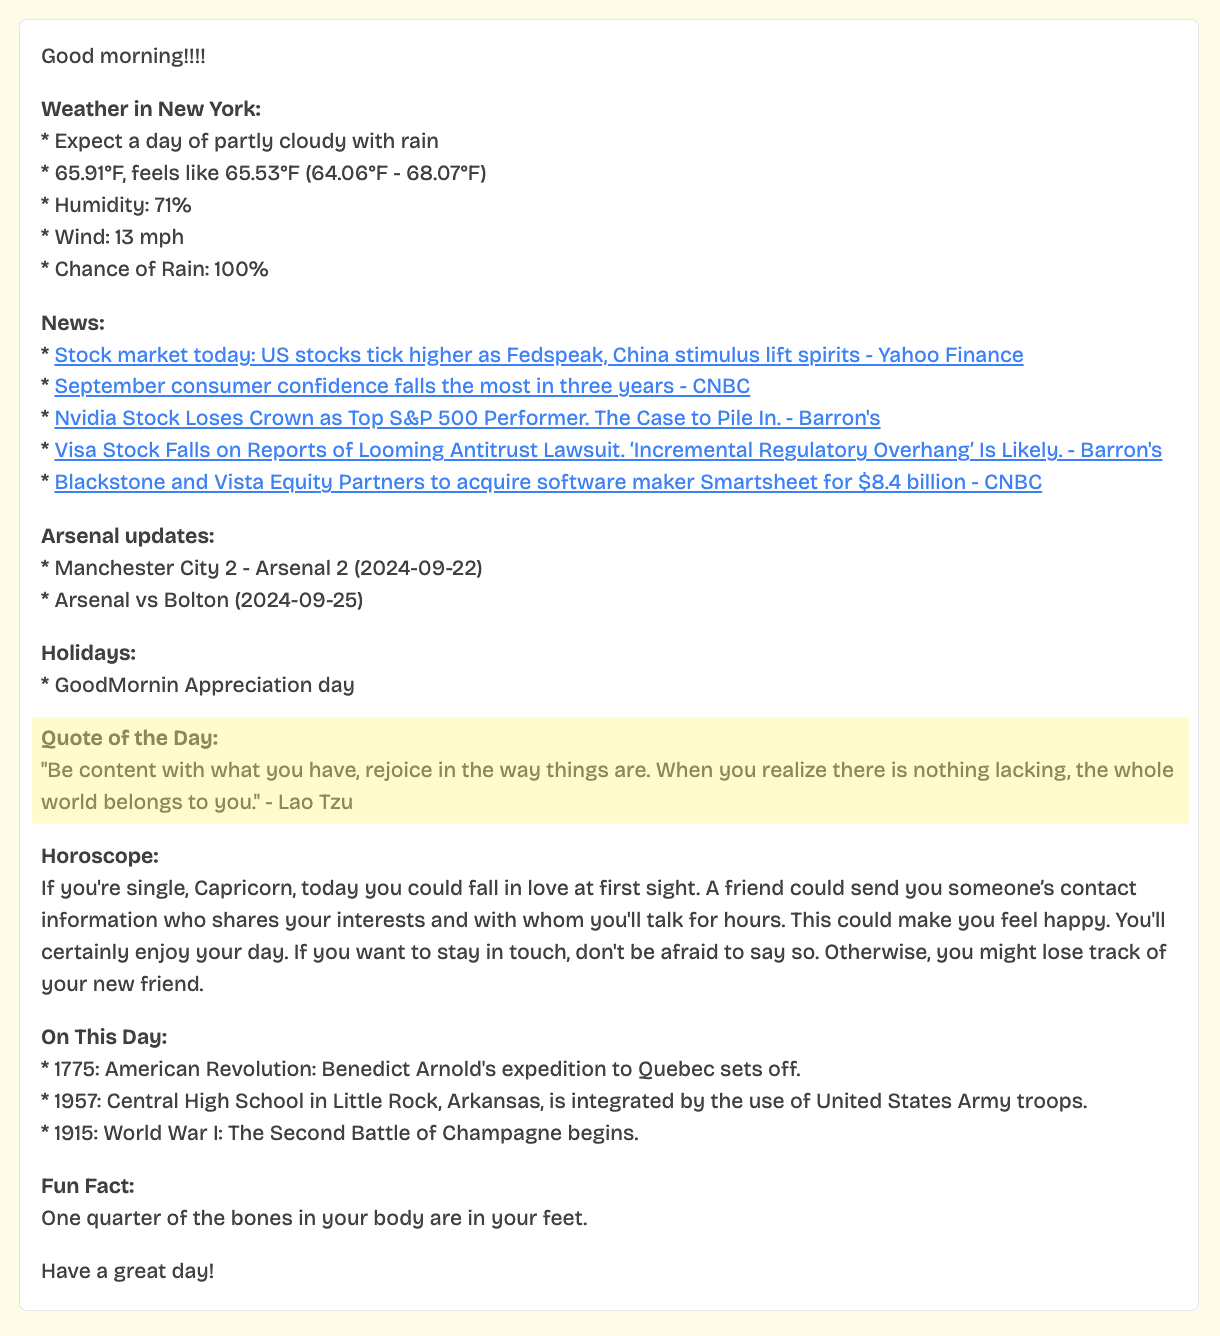 Good morning!!!!
Weather in New York:
* Expect a day of partly cloudy with rain
* 65.91°F, feels like 65.53°F (64.06°F - 68.07°F)
* Humidity: 71%
* Wind: 13 mph
* Chance of Rain: 100%
News:
* Stock market today: US stocks tick higher as Fedspeak, China stimulus lift spirits - Yahoo Finance
* September consumer confidence falls the most in three years - CNBC
* Nvidia Stock Loses Crown as Top S&P 500 Performer. The Case to Pile In. - Barron's
* Visa Stock Falls on Reports of Looming Antitrust Lawsuit. ‘Incremental Regulatory Overhang’ Is Likely. - Barron's
* Blackstone and Vista Equity Partners to acquire software maker Smartsheet for $8.4 billion - CNBC
Arsenal updates:
* Manchester City 2 - Arsenal 2 (2024-09-22)
* Arsenal vs Bolton (2024-09-25)
Holidays:
* GoodMornin Appreciation day
Quote of the Day:
"Be content with what you have, rejoice in the way things are. When you realize there is nothing lacking, the whole
world belongs to you." - Lao Tzu
Horoscope:
If you're single, Capricorn, today you could fall in love at first sight. A friend could send you someone’s contact
information who shares your interests and with whom you'll talk for hours. This could make you feel happy. You'll
certainly enjoy your day. If you want to stay in touch, don't be afraid to say so. Otherwise, you might lose track of
your new friend.
On This Day:
* 1775: American Revolution: Benedict Arnold's expedition to Quebec sets off.
* 1957: Central High School in Little Rock, Arkansas, is integrated by the use of United States Army troops.
* 1915: World War I: The Second Battle of Champagne begins.
Fun Fact:
One quarter of the bones in your body are in your feet.
Have a great day!